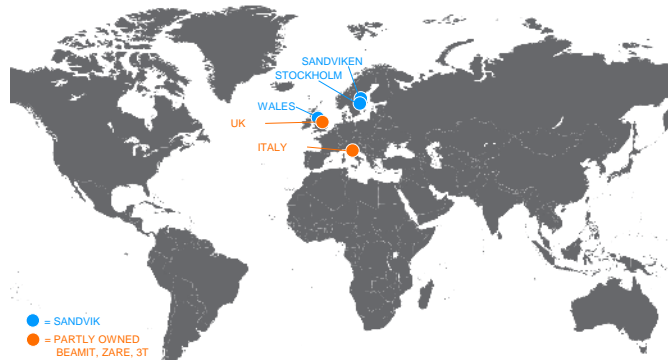 SANDVIKEN
STOCKHOLM
WALES
UK
ITALY
= SANDVIK
= PARTLY OWNED
BEAMIT, ZARE, 3T